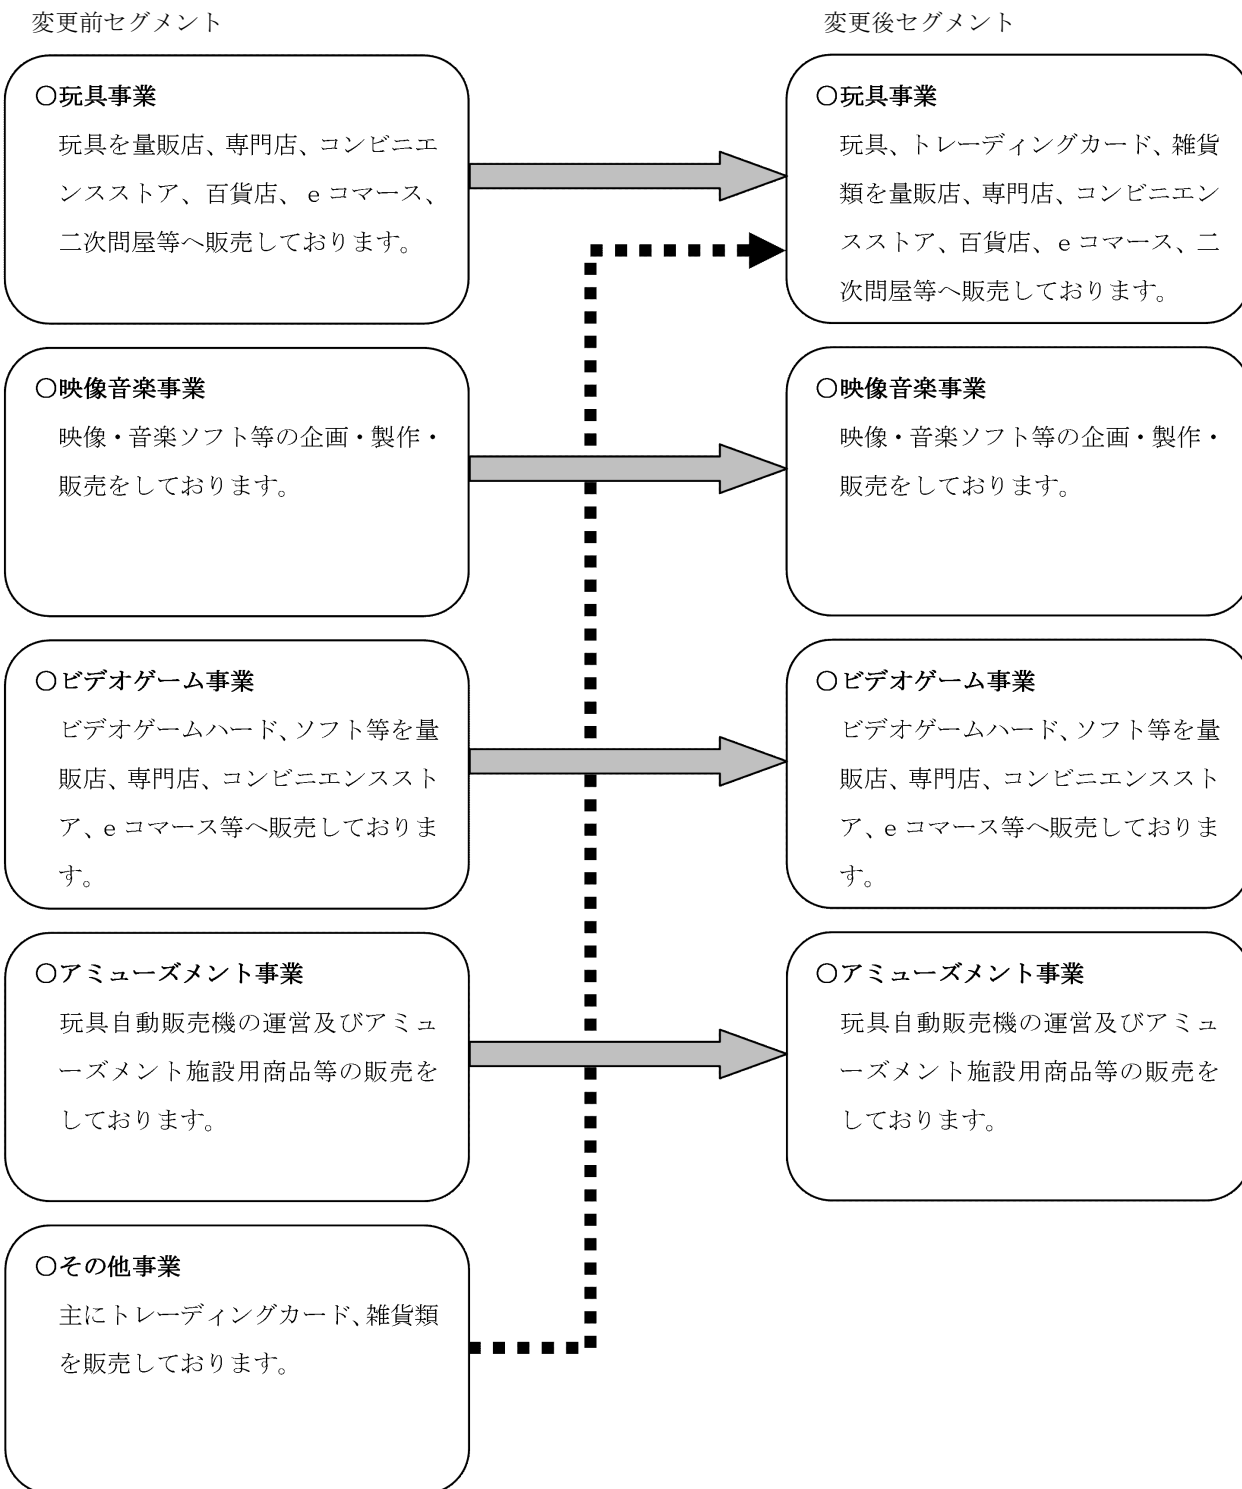 変更前セグメント
○玩具事業
玩具を量販店、専門店、コンビニエ
ンスストア、百貨店、eコマース、
二次問屋等へ販売しております。
○映像音楽事業
映像・音楽ソフト等の企画・製作・
販売をしております。
○ビデオゲーム事業
ビデオゲームハード、ソフト等を量
販店、専門店、コンビニエンススト
ア、eコマース等へ販売しておりま
す。
○アミューズメント事業
玩具自動販売機の運営及びアミュ
ーズメント施設用商品等の販売を
しております。
○その他事業
主にトレーディングカード、雑貨類
を販売しております。
変更後セグメント
○玩具事業
玩具、トレーディングカード、雑貨
類を量販店、専門店、コンビニエン
スストア、百貨店、eコマース、二
次問屋等へ販売しております。
○映像音楽事業
映像・音楽ソフト等の企画・製作・
販売をしております。
○ビデオゲーム事業
ビデオゲームハード、ソフト等を量
販店、専門店、コンビニエンススト
ア、eコマース等へ販売しておりま
す。
○アミューズメント事業
玩具自動販売機の運営及びアミュ
ーズメント施設用商品等の販売を
しております。